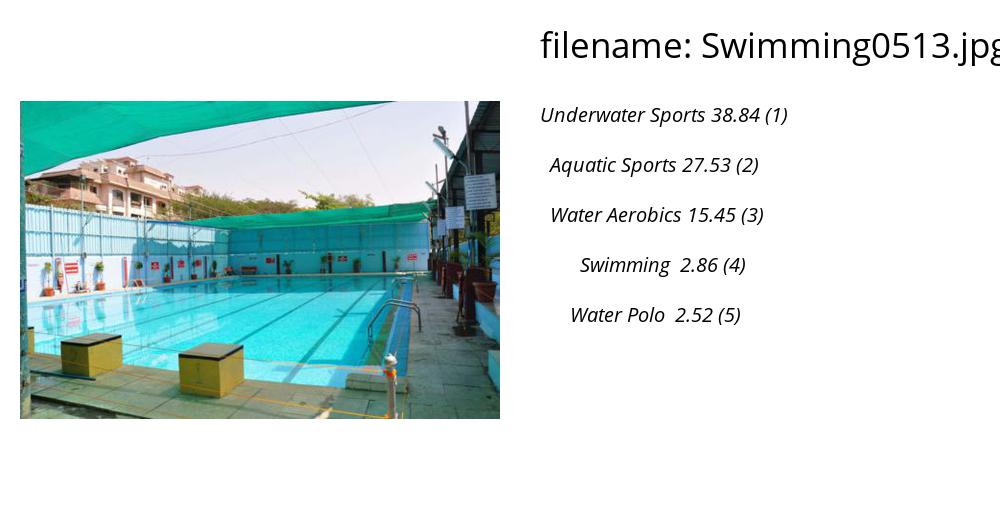 filename: Swimming0513.jpg
Underwater Sports 38.84 (1)
Aquatic Sports 27.53 (2)
Water Aerobics 15.45 (3)
Swimming 2.86 (4)
Water Polo 2.52 (5)